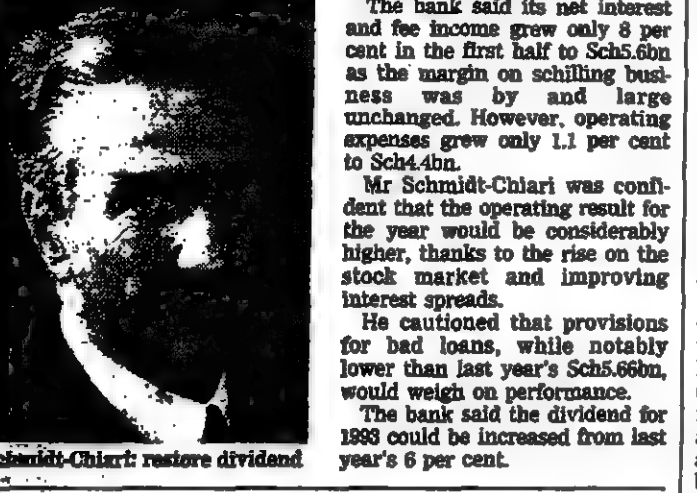 The bank said its net interest
and fee income grew only 8 per
cent in the first half to Sch5.6bn
as the margin on schilling busi-
ness was by and large
unchanged. However, operating
expenses grew only 1.1 per cent
to Sch4.4bn.
Mr Schmidt-Chiari was confi-
dent that the operating result for
the year would be considerably
higher, thanks to the rise on the
stock market and improving
interest spreads.
He cautioned that provisions
for bad loans, while notably
lower than last year's Sch5.66bn,
would weigh on performance.
The bank said the dividend for
1993 could be increased from last
year's 6 per cent.
Schmidt-Chiari: restore dividend